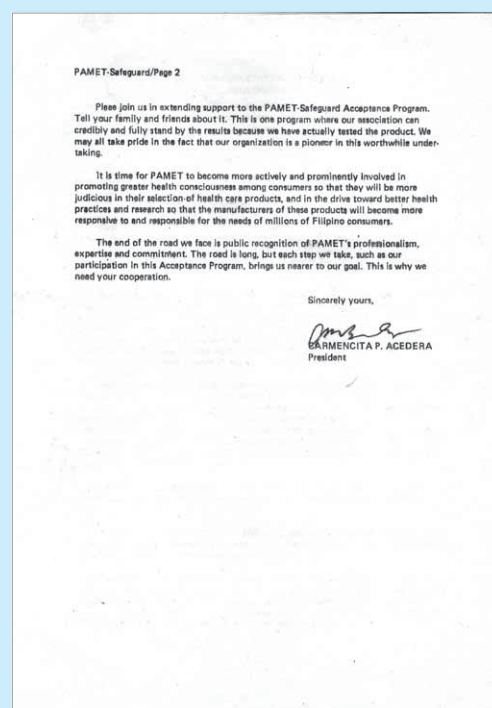 PAMET-Safeguard/Page 2
Plese join us in extending support to the PAMET-Safeguard Acceptance Program.
Tell your family and friends about it. This is one program where our association can
credibly and fully stand by the results because we have actually tested the product. We
may all take pride in the fact that our organization is a pioneer in this worthwhile under-
taking.
It is time for PAMET to become more actively and prominently involved in
promoting greater health consciousness among consumers so that they will be more
judicious in their selection of health care products, and in the drive toward better health
practices and research so that the manufacturers of these products will become more
responsive to and responsible for the needs of millions of Filipino consumers.
The end of the road we face is public recognition of PAMET's professionalism,
expertise and commitment. The road is long, but each step we take, such as our
participation in this Acceptance Program, brings us nearer to our goal. This is why we
need your cooperation.
Sincerely yours,
CARMENCITA P. ACEDERA
President